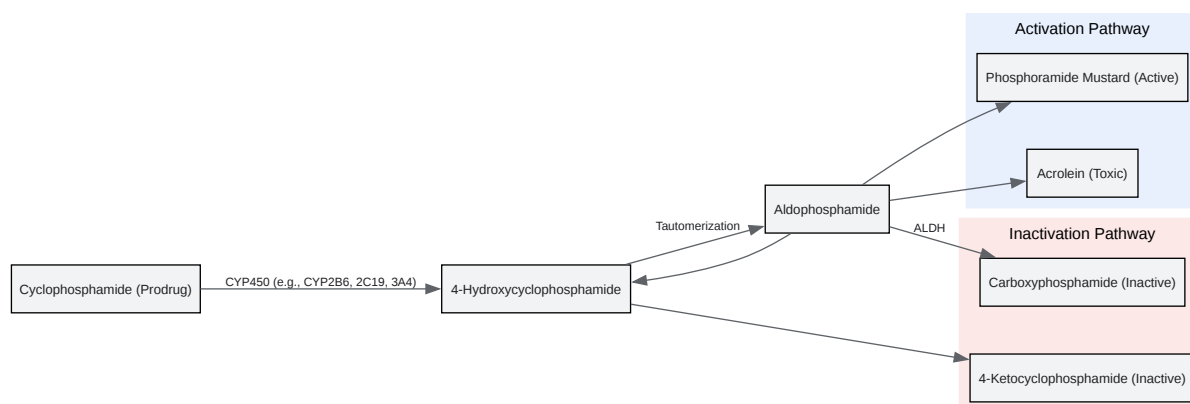 Activation Pathway
Phosphoramide Mustard (Active)
Acrolein (Toxic)
Aldophosphamide
Tautomerization
ALDH
Inactivation Pathway
Carboxyphosphamide (Inactive)
Cyclophosphamide (Prodrug)
CYP450 (e.g., CYP2B6, 2C19, 3A4)
4-Hydroxycyclophosphamide
4-Ketocyclophosphamide (Inactive)